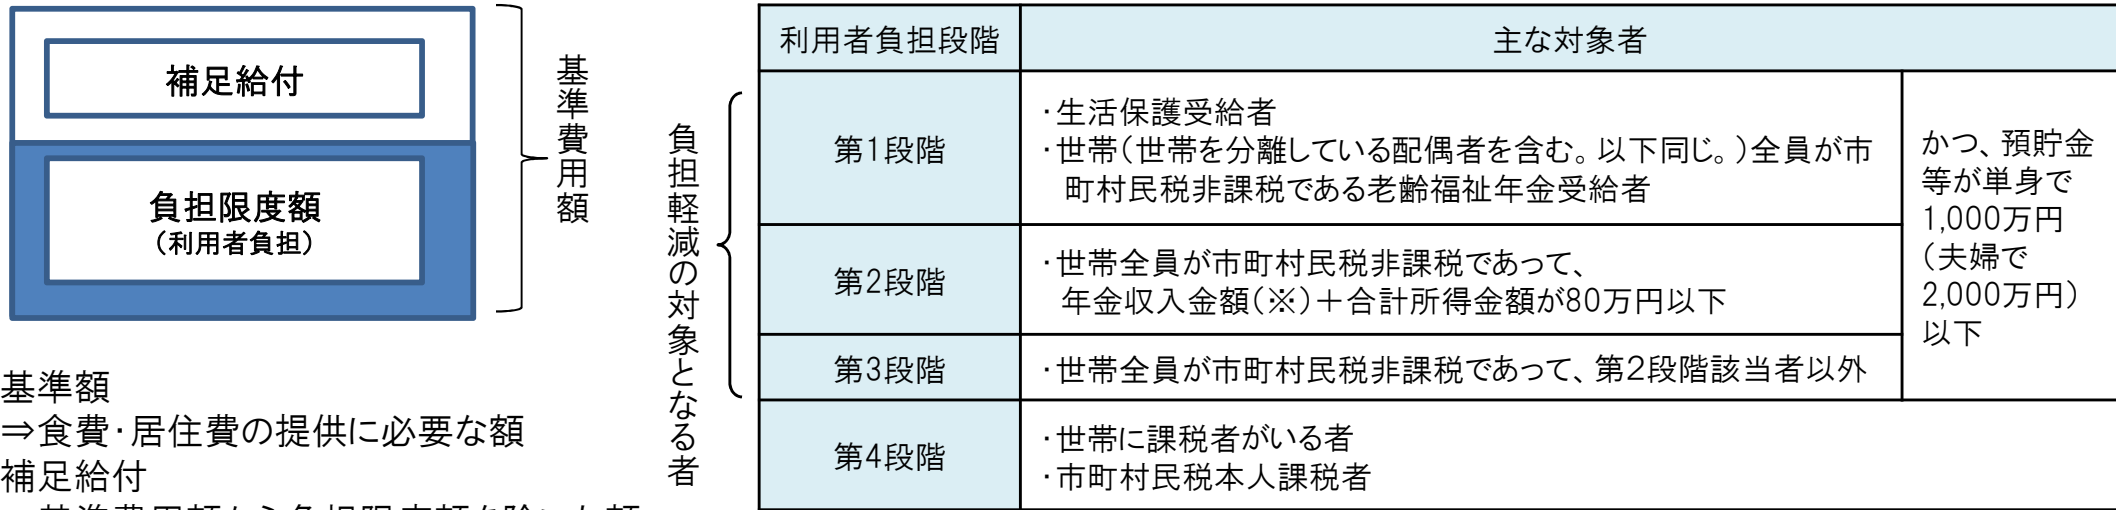 補足給付
負担限度額
（利用者負担）
基準費用額
基準額
⇒食費・居住費の提供に必要な額
補足給付
負担軽減の対象となる者
利用者負担段階
主な対象者
第1段階
・生活保護受給者
・世帯（世帯を分離している配偶者を含む。以下同じ。）全員が市
町村民税非課税である老齢福祉年金受給者
かつ、預貯金
等が単身で
1,000万円
（夫婦で
2,000万円）
以下
第2段階
・世帯全員が市町村民税非課税であって、
年金収入金額（※）＋合計所得金額が80万円以下
第3段階
・世帯全員が市町村民税非課税であって、第2段階該当者以外
第4段階
・世帯に課税者がいる者
・市町村民税本人課税者